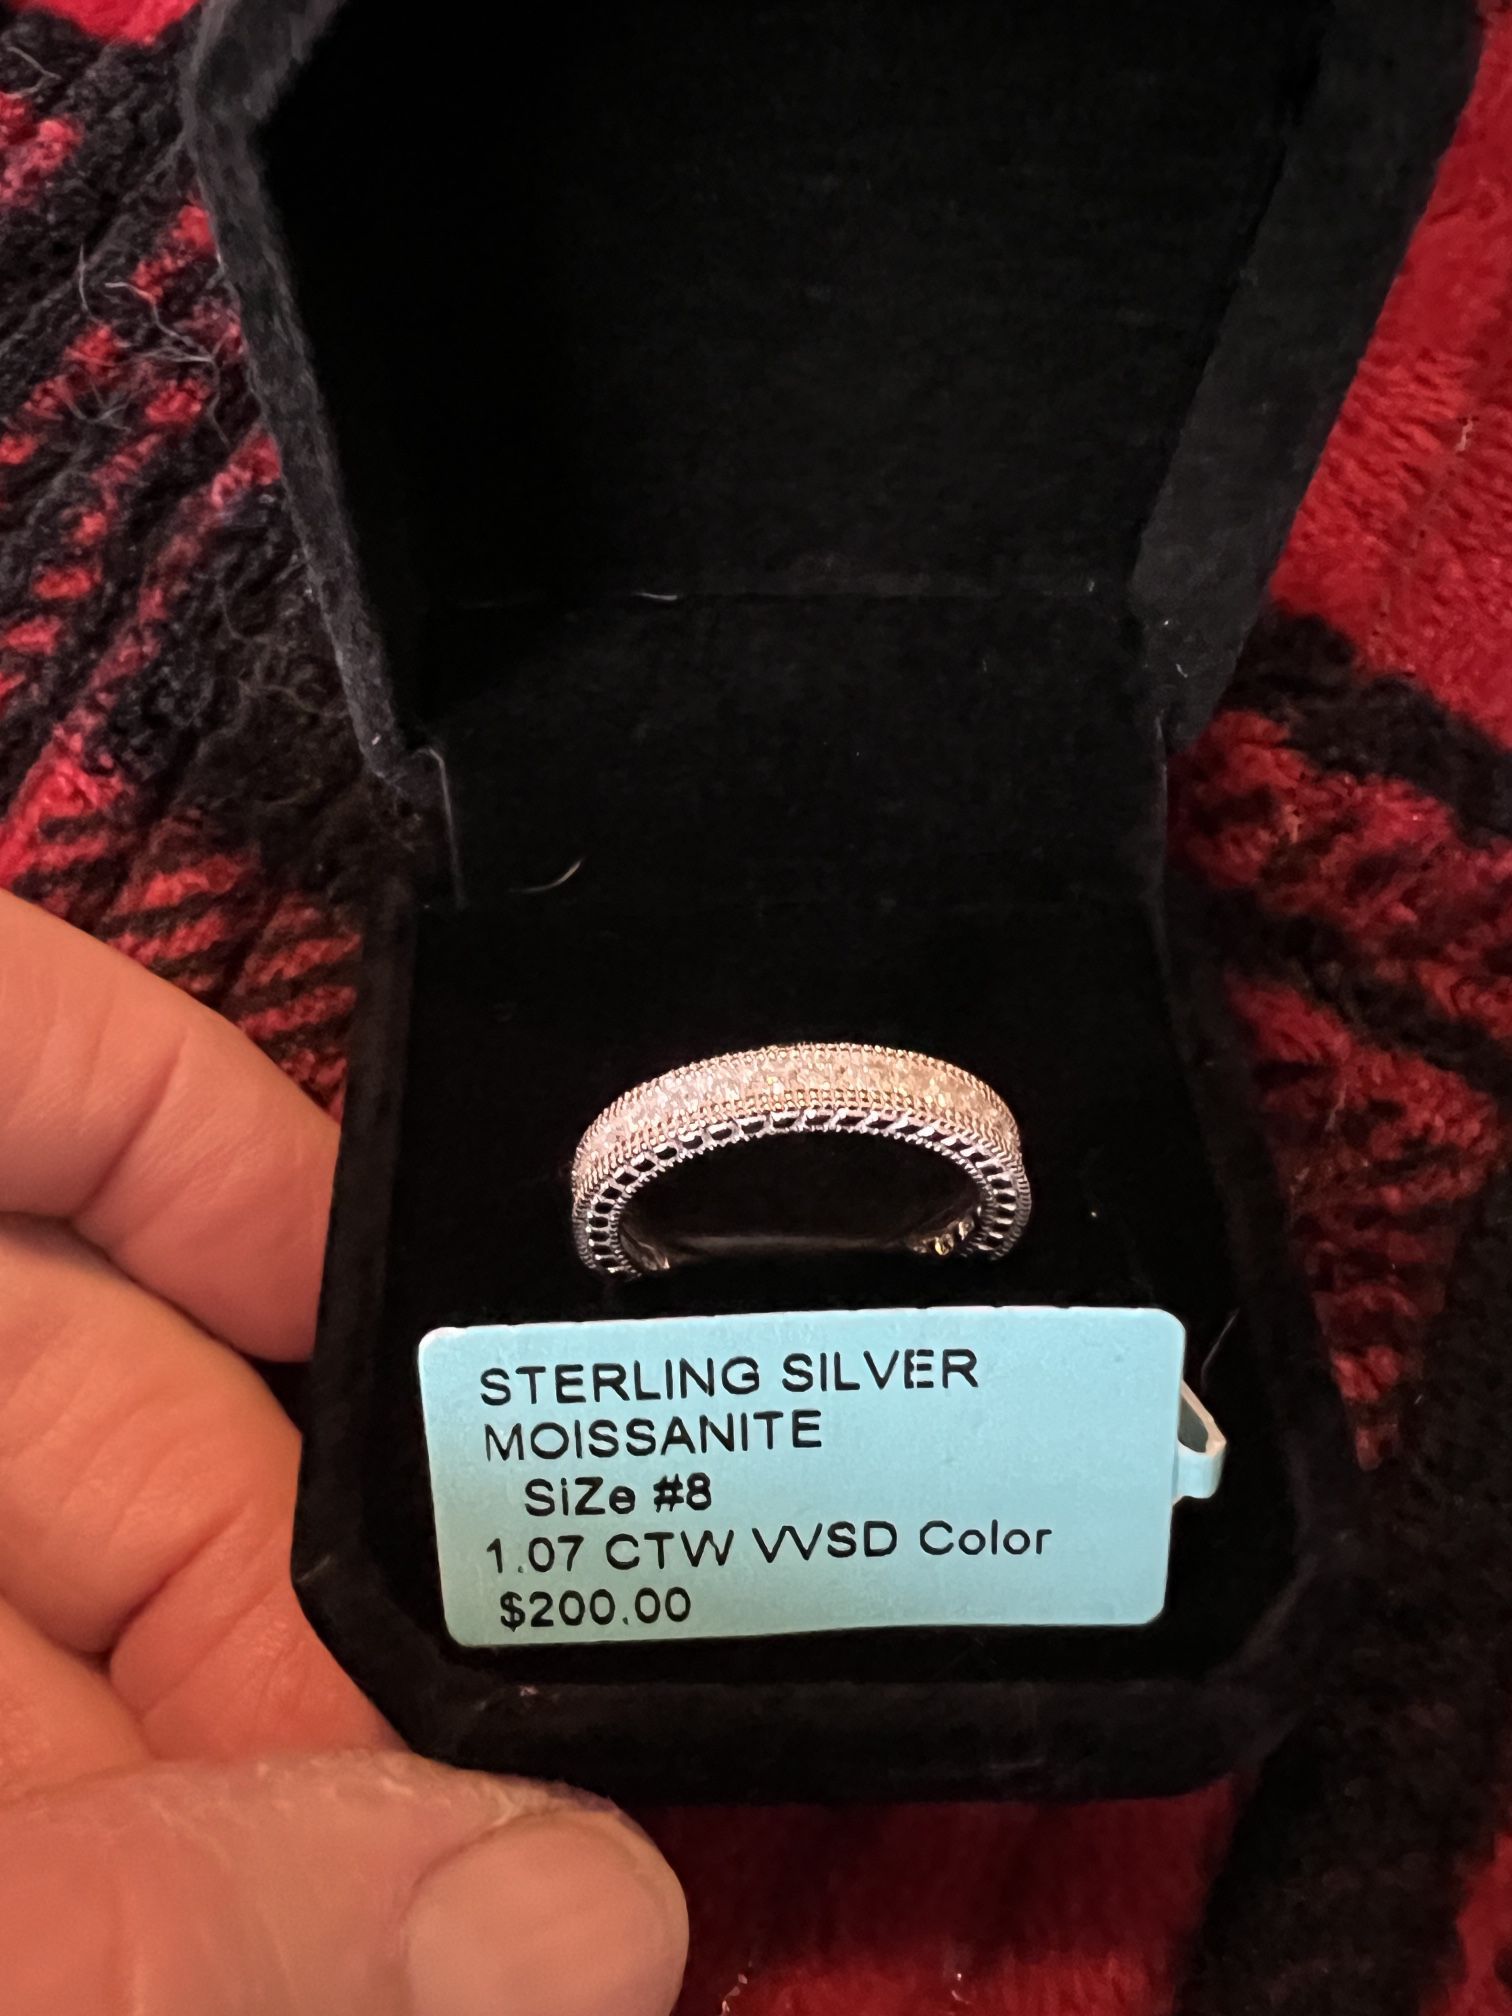 STERLING SILVER
MOISSANITE
SiZe #8
1.07 CTW VVSD Color
$200.00